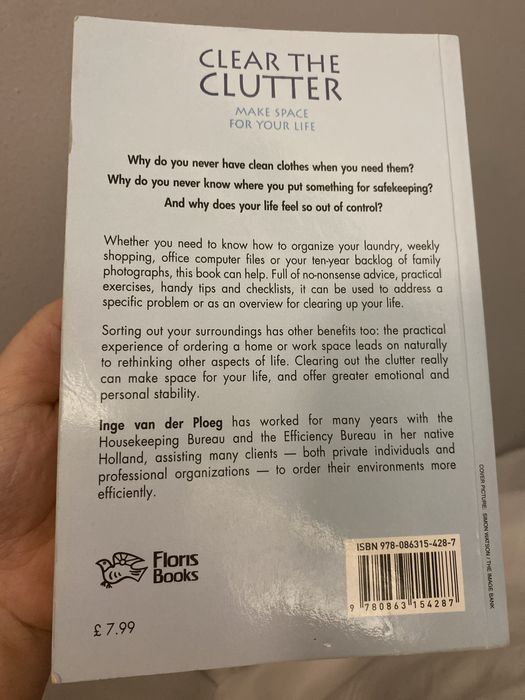 CLEAR THE
CLUTTER
MAKE SPACE
FOR YOUR LIFE
Why do you never have clean clothes when you need them?
Why do you never know where you put something for safekeeping?
And why does your life feel so out of control?
Whether you need to know how to organize your laundry, weekly
shopping, office computer files or your ten-year backlog of family
photographs, this book can help. Full of no-nonsense advice, practical
exercises, handy tips and checklists, it can be used to address a
specific problem or as an overview for clearing up your life.
Sorting out your surroundings has other benefits too: the practical
experience of ordering a home or work space leads on naturally
to rethinking other aspects of life. Clearing out the clutter really
can make space for your life, and offer greater emotional and
personal stability.
Inge van der Ploeg has worked for many years with the
Housekeeping Bureau and the Efficiency Bureau in her native
Holland, assisting many clients — both private individuals and
professional organizations — to order their environments more
efficiently.
COVER PICTURE: SIMON WATSON / THE IMAGE BANK
Floris
Books
ISBN 978-086315-428-7
9 780863 154287
£ 7.99